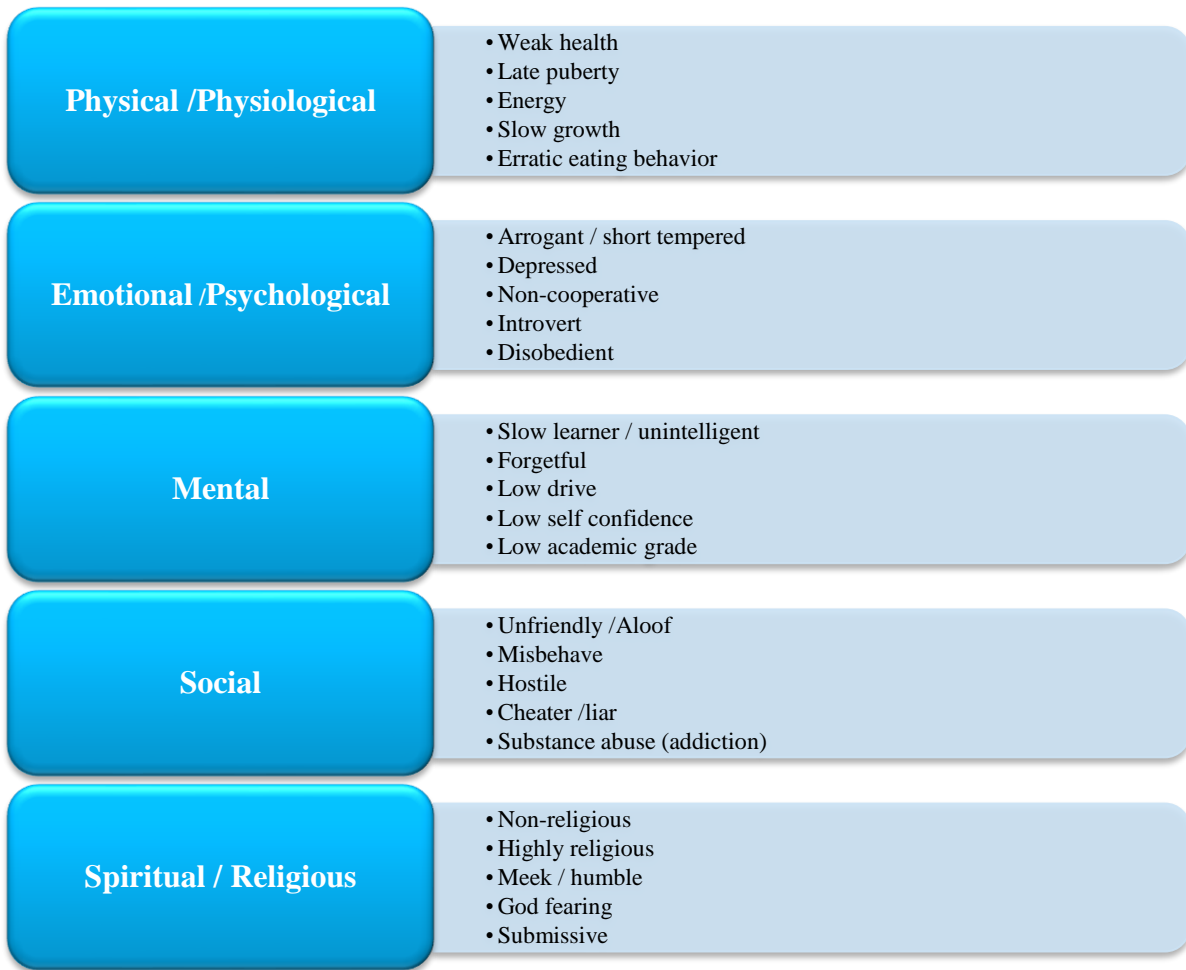 Physical /Physiological
• Weak health
• Late puberty
• Energy
• Slow growth
• Erratic eating behavior
Emotional /Psychological
• Arrogant / short tempered
• Depressed
• Non-cooperative
• Introvert
• Disobedient
Mental
• Slow learner / unintelligent
• Forgetful
• Low drive
• Low self confidence
• Low academic grade
Social
• Unfriendly /Aloof
• Misbehave
• Hostile
• Cheater /liar
• Substance abuse (addiction)
Spiritual / Religious
• Non-religious
• Highly religious
• Meek / humble
• God fearing
• Submissive